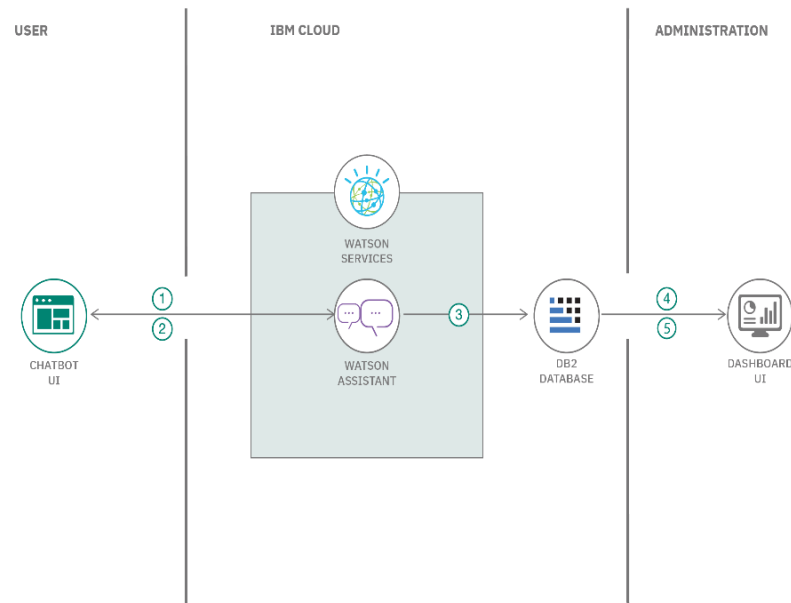 USER
IBM CLOUD
ADMINISTRATION
WATSON
SERVICES
1
2
3
4
5
CHATBOT
UI
WATSON
ASSISTANT
DB2
DATABASE
DASHBOARD
UI